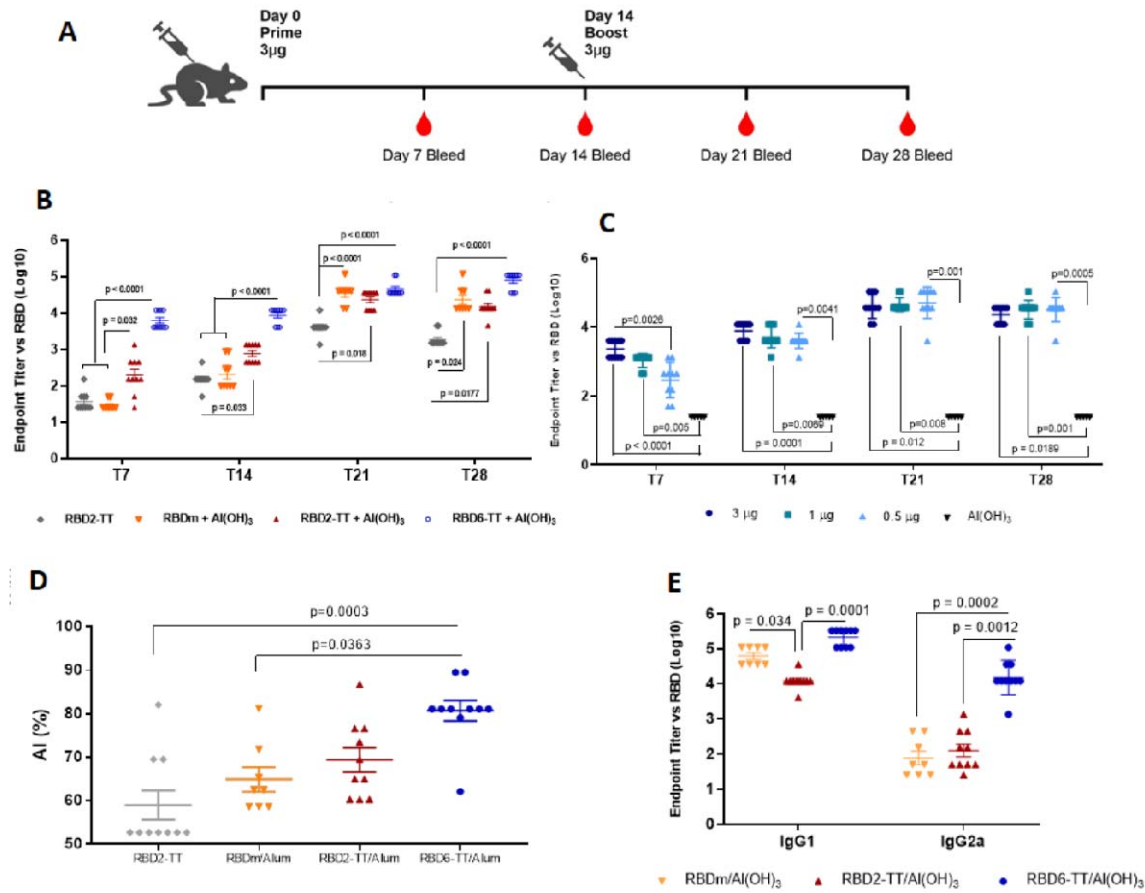 A
Day 0
Prime
3µg
Day 14
Boost
3µg
Day 7 Bleed
Day 14 Bleed
Day 21 Bleed
Day 28 Bleed
B
Endpoint Titer vs RBD (Log10)
6
5
4
3
2
1
0
p < 0.0001
p = 0.032
p < 0.0001
p = 0.033
p < 0.0001
p < 0.0001
p = 0.018
p < 0.0001
p = 0.024
p = 0.0177
T7
T14
T21
T28
RBD2-TT
RBDm + Al(OH)₃
RBD2-TT + Al(OH)₃
RBD6-TT + Al(OH)₃
C
Endpoint Titer vs RBD (Log10)
6
4
2
0
p=0.0026
p=0.005
p < 0.0001
p=0.0041
p=0.0069
p = 0.0001
p=0.001
p=0.008
p = 0.012
p=0.0005
p=0.001
p = 0.0189
T7
T14
T21
T28
3 µg
1 µg
0.5 µg
Al(OH)₃
D
AI (%)
100
90
80
70
60
50
p=0.0003
p=0.0363
RBD2-TT
RBDm/Alum
RBD2-TT/Alum
RBD6-TT/Alum
E
Endpoint Titer vs RBD (Log10)
6
5
4
3
2
1
0
p = 0.034
p = 0.0001
p = 0.0002
p = 0.0012
IgG1
IgG2a
RBDm/Al(OH)₃
RBD2-TT/Al(OH)₃
RBD6-TT/Al(OH)₃